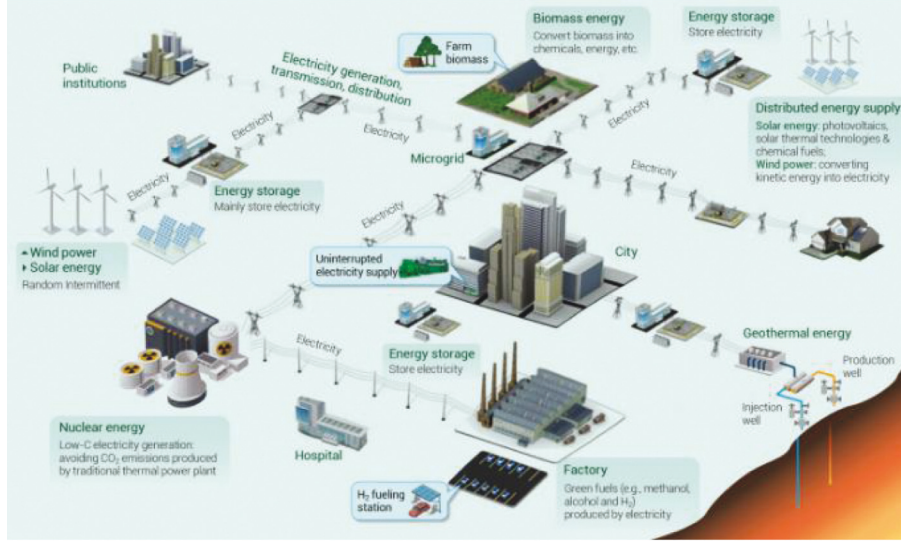 Public
institutions
Electricity generation,
transmission, distribution
Farm
biomass
Biomass energy
Convert biomass into
chemicals, energy, etc.
Energy storage
Store electricity
Distributed energy supply
Solar energy: photovoltaics,
solar thermal technologies &
chemical fuels;
Wind power: converting
kinetic energy into electricity
Electricity
Electricity
Electricity
Electricity
Microgrid
Electricity
Energy storage
Mainly store electricity
Electricity
Wind power
Solar energy
Random Intermittent
Uninterrupted
electricity supply
City
Electricity
Energy storage
Store electricity
Geothermal energy
Production
well
Injection
well
Nuclear energy
Low-C electricity generation:
avoiding CO₂ emissions produced
by traditional thermal power plant
Hospital
H₂ fueling
station
Factory
Green fuels (e.g., methanol,
alcohol and H₂)
produced by electricity